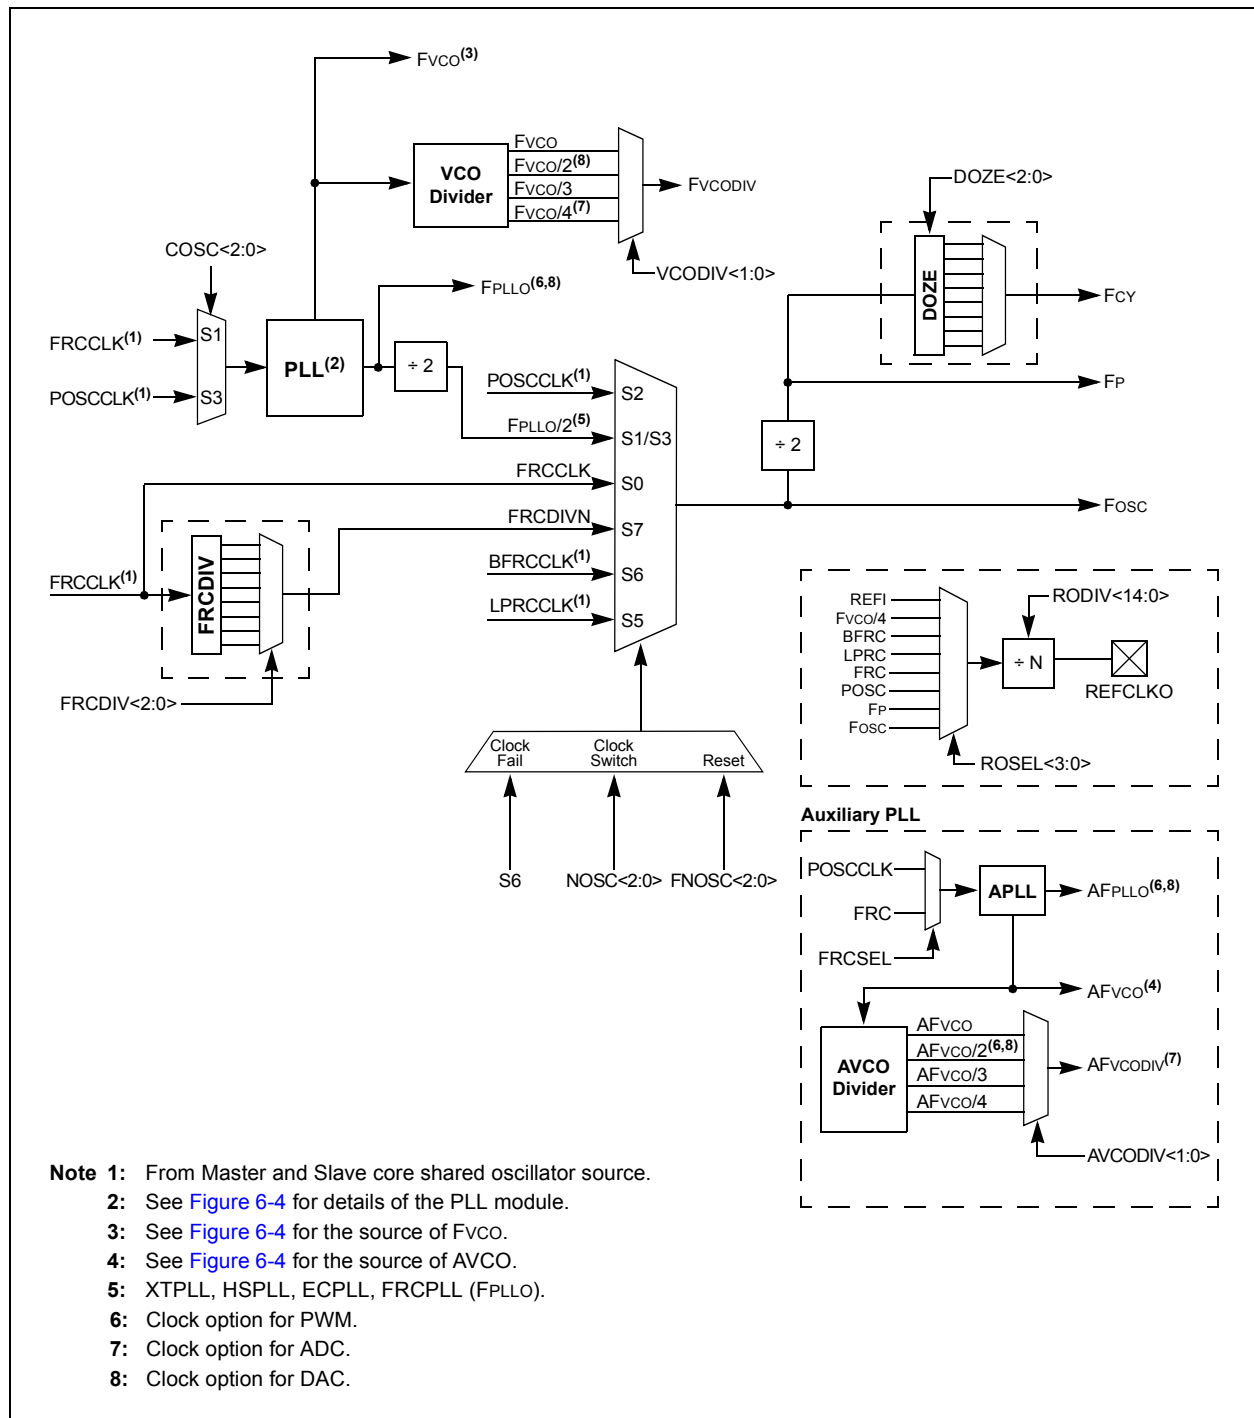 FVCO(3)
FVCO
FVCO/2(8)
FVCO/3
FVCO/4(7)
VCO
Divider
FVCODIV
VCODIV<1:0>
DOZE<2:0>
DOZE
FCY
COSC<2:0>
FPLLO(6,8)
FRCCLK(1)
S1
POSCCLK(1)
S3
PLL(2)
÷ 2
POSCCLK(1)
S2
FPLLO/2(5)
S1/S3
FRCCLK
S0
FRCDIVN
S7
BFRCCLK(1)
S6
LPRCCLK(1)
S5
FP
÷ 2
FOSC
FRCCLK(1)
FRCDIV
FRCDIV<2:0>
Clock
Fail
Clock
Switch
Reset
S6
NOSC<2:0>
FNOSC<2:0>
REFI
FVCO/4
BFRC
LPRC
FRC
POSC
FP
FOSC
RODIV<14:0>
÷ N
REFCLKO
ROSEL<3:0>
Auxiliary PLL
POSCCLK
FRC
FRCSEL
APLL
AFPLLO(6,8)
AFVCO(4)
AVCO
Divider
AFVCO
AFVCO/2(6,8)
AFVCO/3
AFVCO/4
AFVCODIV(7)
AVCODIV<1:0>
Note 1: From Master and Slave core shared oscillator source.
2: See Figure 6-4 for details of the PLL module.
3: See Figure 6-4 for the source of FVCO.
4: See Figure 6-4 for the source of AVCO.
5: XTPLL, HSPLL, ECPLL, FRCPLL (FPLLO).
6: Clock option for PWM.
7: Clock option for ADC.
8: Clock option for DAC.